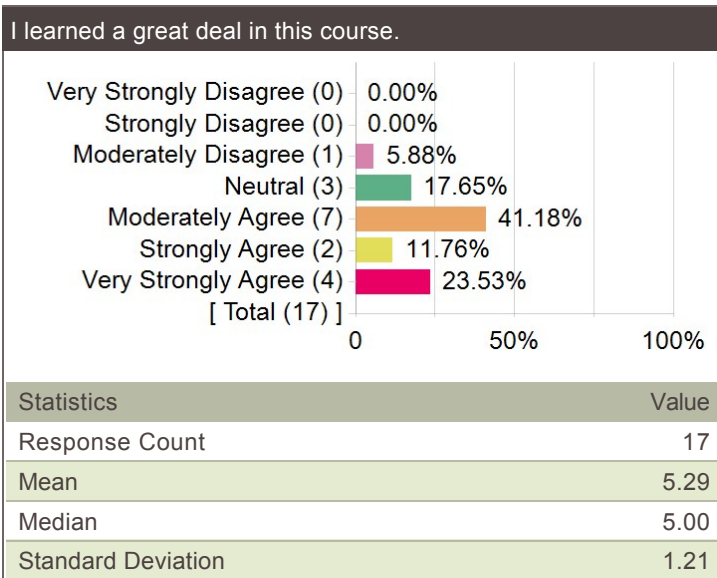 I learned a great deal in this course.
Very Strongly Disagree (0) 0.00%
Strongly Disagree (0) 0.00%
Moderately Disagree (1) 5.88%
Neutral (3) 17.65%
Moderately Agree (7) 41.18%
Strongly Agree (2) 11.76%
Very Strongly Agree (4) 23.53%
[ Total (17) ]
0 50% 100%
Statistics Value
Response Count 17
Mean 5.29
Median 5.00
Standard Deviation 1.21